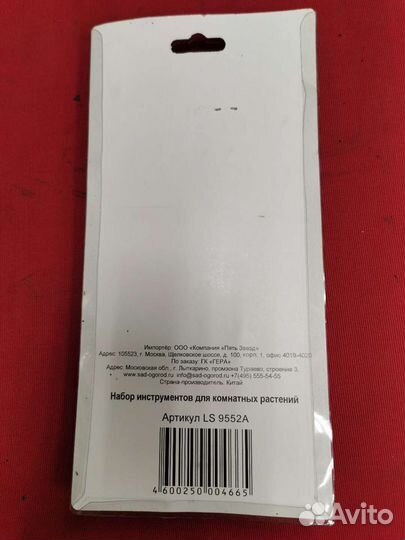 Импортёр: ООО «Компания «Пять Звезд»
Адрес: 105523, г. Москва, Щелковское шоссе, д. 100, корп. 1, офис 4019-4020
По заказу: ГК «ГЕРА»
Адрес: Московская обл., г. Лыткарино, промзона Тураево, строение 3,
www.sad-ogorod.ru info@sad-ogorod.ru +7(495) 555-54-55
Страна-производитель: Китай
Набор инструментов для комнатных растений
Артикул LS 9552A
4 600250 004665
Avito